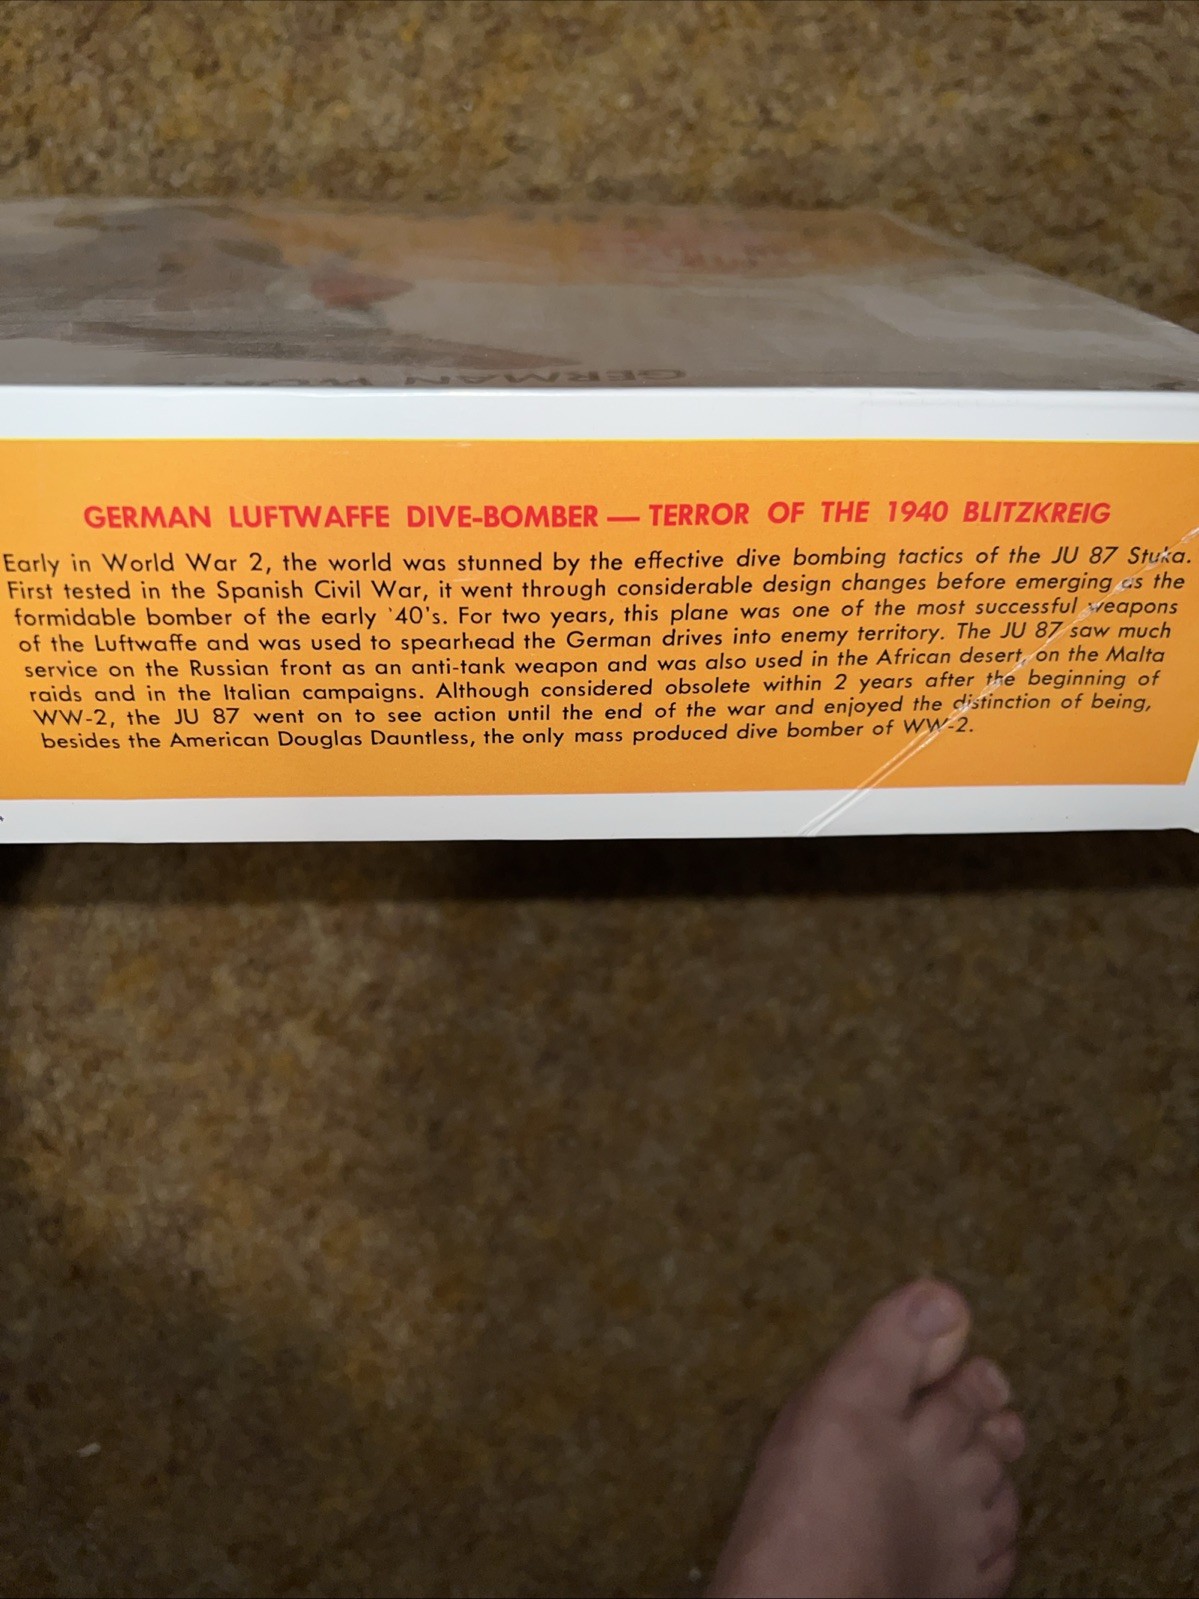 GERMAN
GERMAN LUFTWAFFE DIVE-BOMBER — TERROR OF THE 1940 BLITZKREIG
Early in World War 2, the world was stunned by the effective dive bombing tactics of the JU 87 Stuka.
First tested in the Spanish Civil War, it went through considerable design changes before emerging as the
formidable bomber of the early '40's. For two years, this plane was one of the most successful weapons
of the Luftwaffe and was used to spearhead the German drives into enemy territory. The JU 87 saw much
service on the Russian front as an anti-tank weapon and was also used in the African desert, on the Malta
raids and in the Italian campaigns. Although considered obsolete within 2 years after the beginning of
WW-2, the JU 87 went on to see action until the end of the war and enjoyed the distinction of being,
besides the American Douglas Dauntless, the only mass produced dive bomber of WW-2.